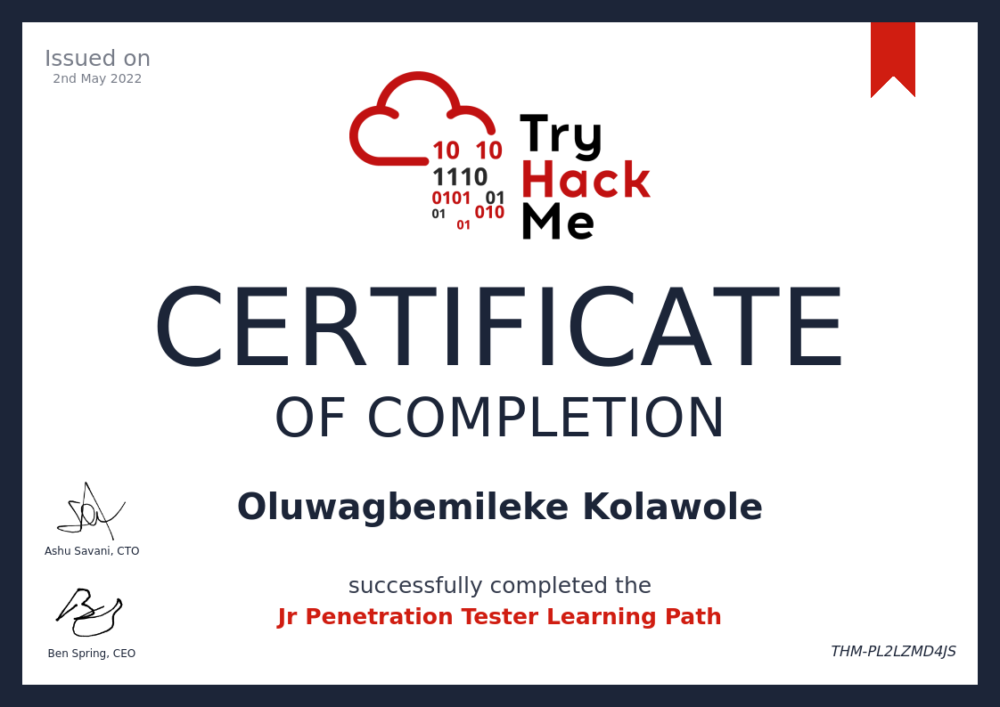 Issued on
2nd May 2022
10 10
1110
0101 01
01 010
01
Try
Hack
Me
CERTIFICATE
OF COMPLETION
Oluwagbemileke Kolawole
Ashu Savani, CTO
successfully completed the
Jr Penetration Tester Learning Path
Ben Spring, CEO
THM-PL2LZMD4JS